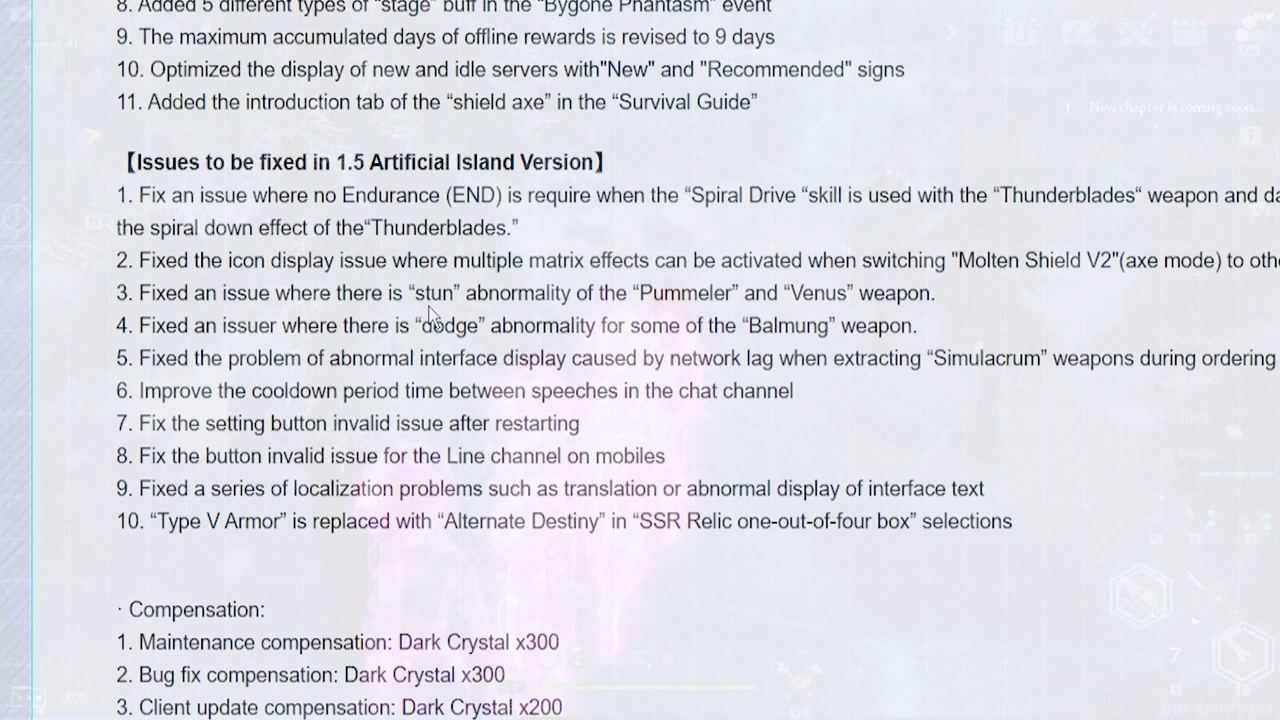 8. Added 5 different types of “stage” buff in the “Bygone Phantasm” event
9. The maximum accumulated days of offline rewards is revised to 9 days
10. Optimized the display of new and idle servers with"New" and "Recommended" signs
11. Added the introduction tab of the “shield axe” in the “Survival Guide”
New chapter is coming soon...
【Issues to be fixed in 1.5 Artificial Island Version】
1. Fix an issue where no Endurance (END) is require when the “Spiral Drive “skill is used with the “Thunderblades“ weapon and da
the spiral down effect of the“Thunderblades.”
2. Fixed the icon display issue where multiple matrix effects can be activated when switching "Molten Shield V2"(axe mode) to othe
3. Fixed an issue where there is “stun” abnormality of the “Pummeler” and “Venus” weapon.
4. Fixed an issuer where there is “dodge” abnormality for some of the “Balmung” weapon.
5. Fixed the problem of abnormal interface display caused by network lag when extracting “Simulacrum” weapons during ordering
6. Improve the cooldown period time between speeches in the chat channel
7. Fix the setting button invalid issue after restarting
8. Fix the button invalid issue for the Line channel on mobiles
9. Fixed a series of localization problems such as translation or abnormal display of interface text
10. “Type V Armor” is replaced with “Alternate Destiny” in “SSR Relic one-out-of-four box” selections
· Compensation:
1. Maintenance compensation: Dark Crystal x300
2. Bug fix compensation: Dark Crystal x300
7
3. Client update compensation: Dark Crystal x200